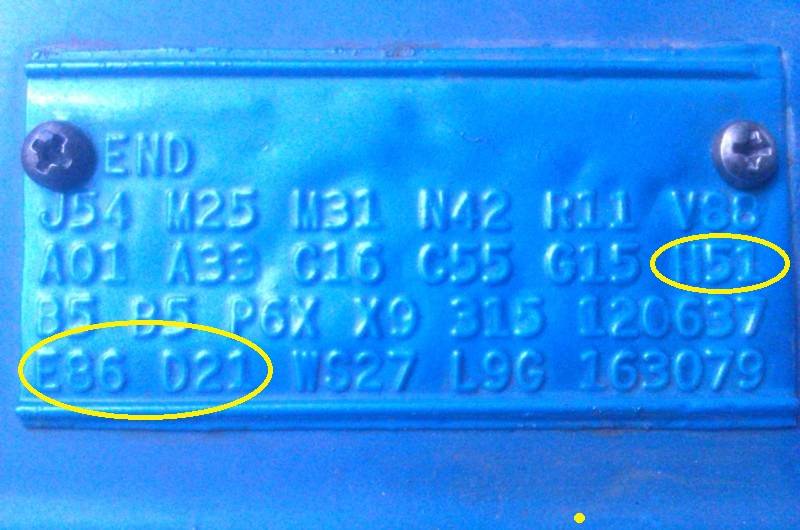 END
J54 M25 M31 N42 R11 V88
A01 A33 C16 C55 G15 H51
B5 B5 P6X X9 315 120637
E86 D21 WS27 L9G 163079